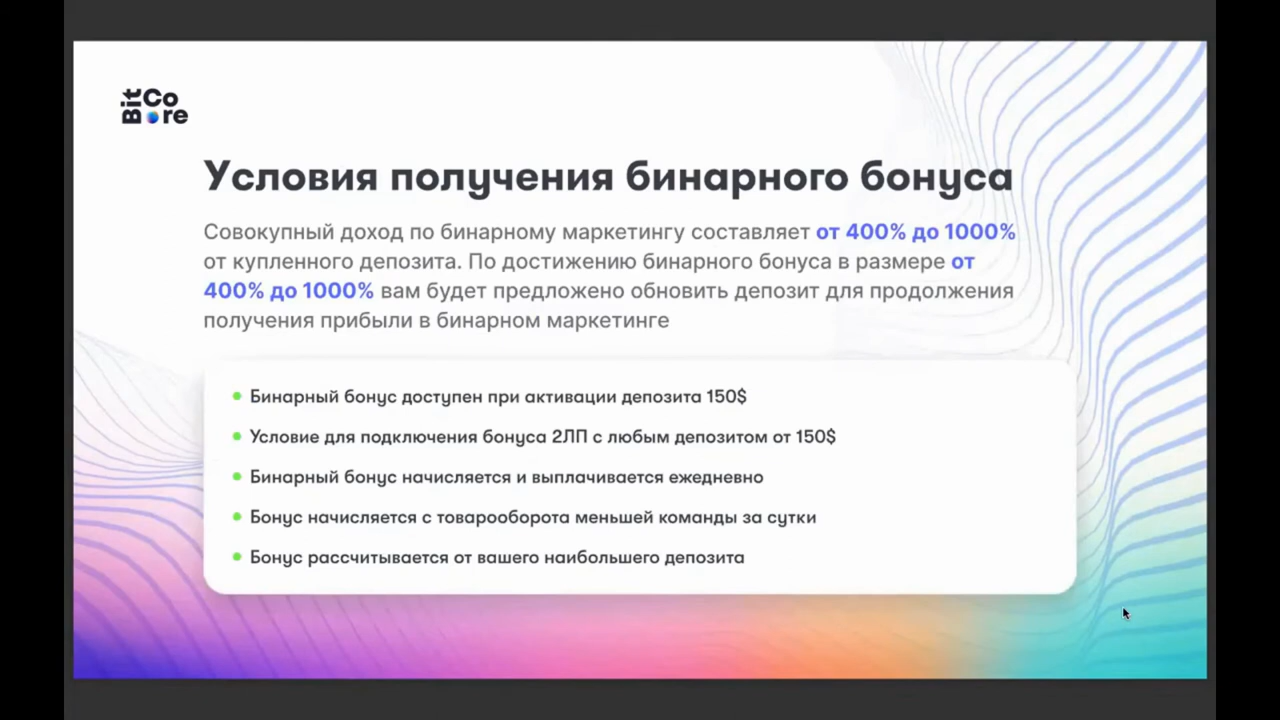 BitCore
Условия получения бинарного бонуса
Совокупный доход по бинарному маркетингу составляет от 400% до 1000%
от купленного депозита. По достижению бинарного бонуса в размере от
400% до 1000% вам будет предложено обновить депозит для продолжения
получения прибыли в бинарном маркетинге
Бинарный бонус доступен при активации депозита 150$
Условие для подключения бонуса 2ЛП с любым депозитом от 150$
Бинарный бонус начисляется и выплачивается ежедневно
Бонус начисляется с товарооборота меньшей команды за сутки
Бонус рассчитывается от вашего наибольшего депозита